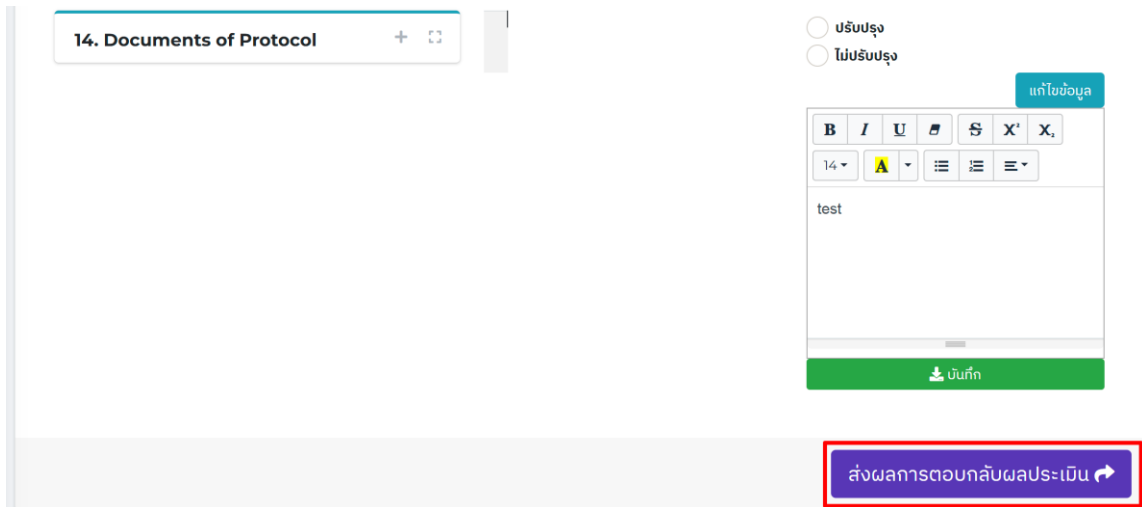 14. Documents of Protocol
ปรับปรุง
ไม่ปรับปรุง
แก้ไขข้อมูล
B I U S X² X₂
14 A
test
บันทึก
ส่งผลการตอบกลับผลประเมิน